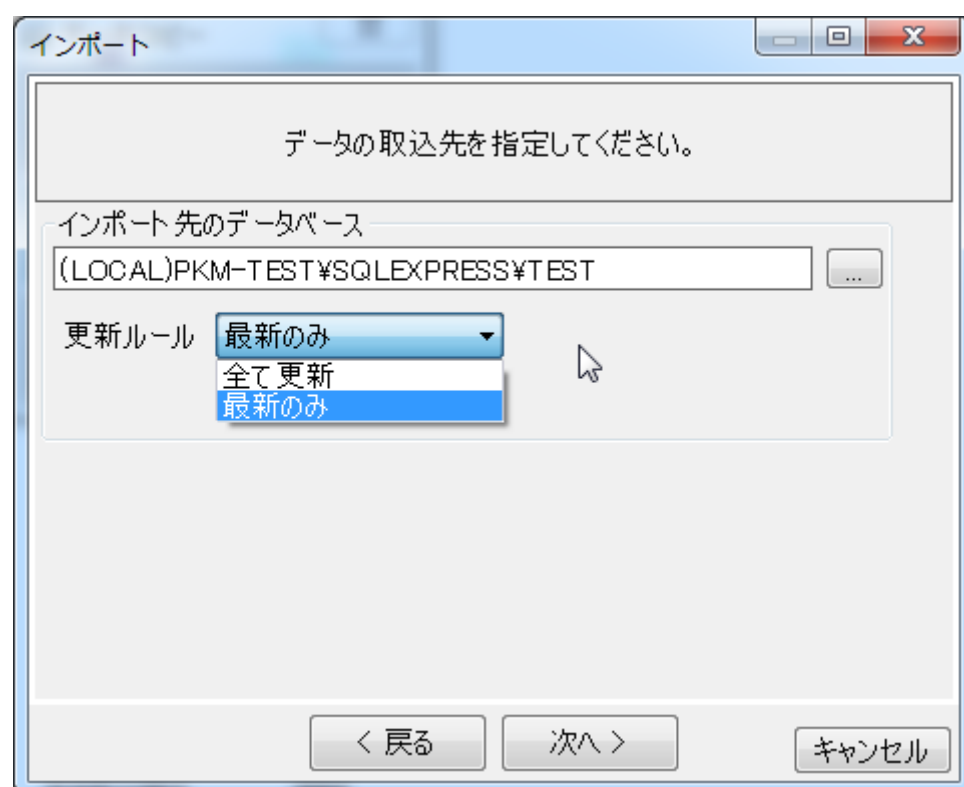 インポート
データの取込先を指定してください。
インポート先のデータベース
(LOCAL)PKM-TEST¥SQLEXPRESS¥TEST
...
更新ルール 最新のみ
全て更新
最新のみ
< 戻る 次へ > キャンセル